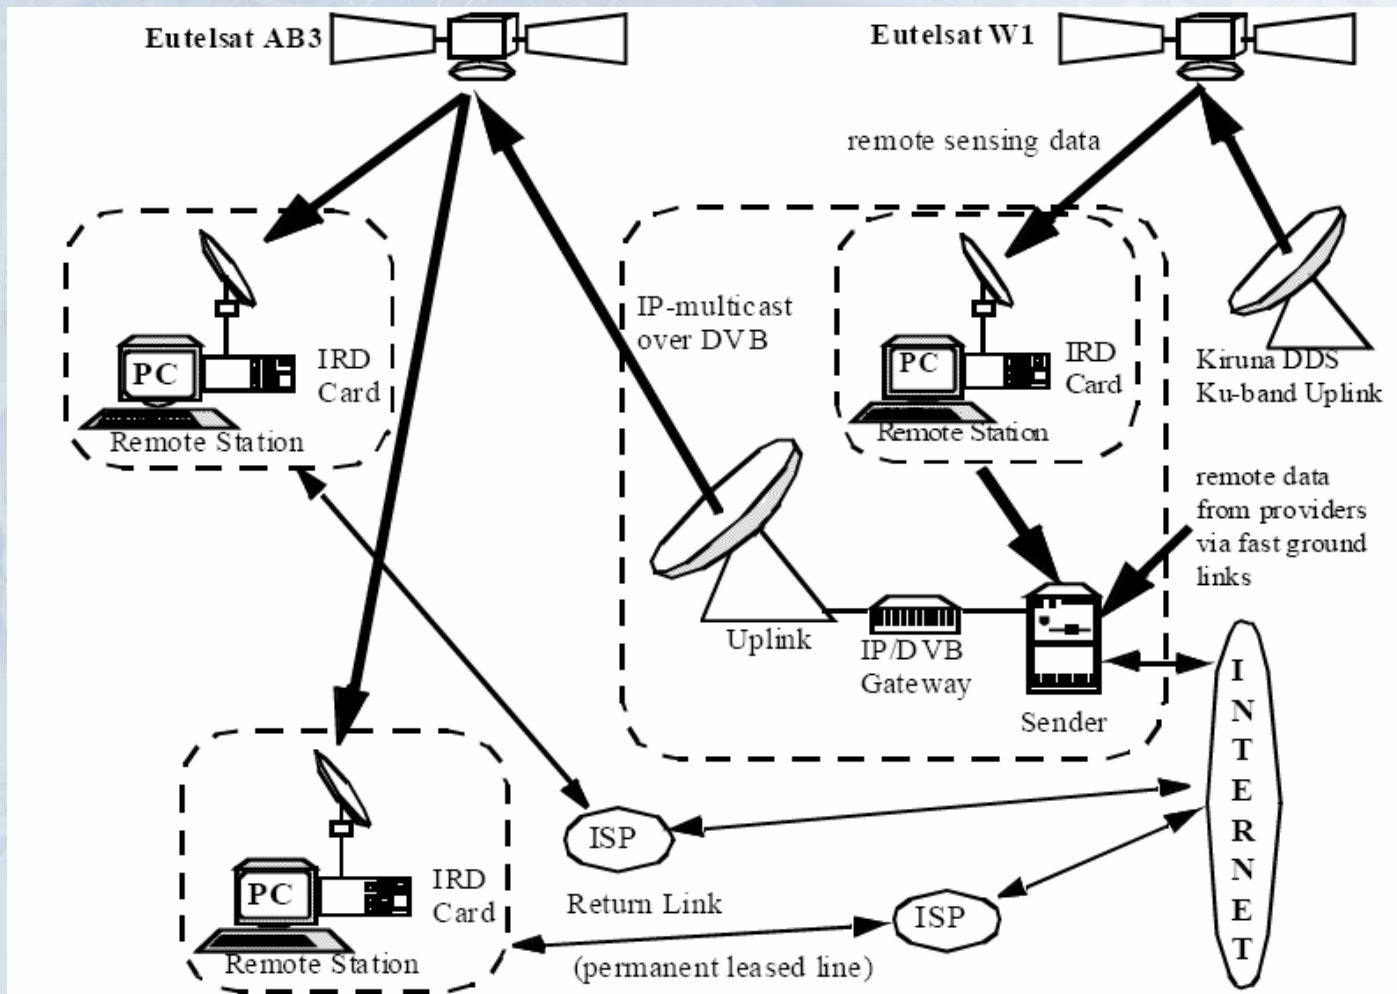 Eutelsat AB3
Eutelsat W1
remote sensing data
IP-multicast
over DVB
PC
IRD
Card
Remote Station
PC
IRD
Card
Remote Station
Kiruna DDS
Ku-band Uplink
remote data
from providers
via fast ground
links
Uplink
IP/DVB
Gateway
Sender
INTERNET
ISP
PC
IRD
Card
Remote Station
Return Link
ISP
(permanent leased line)